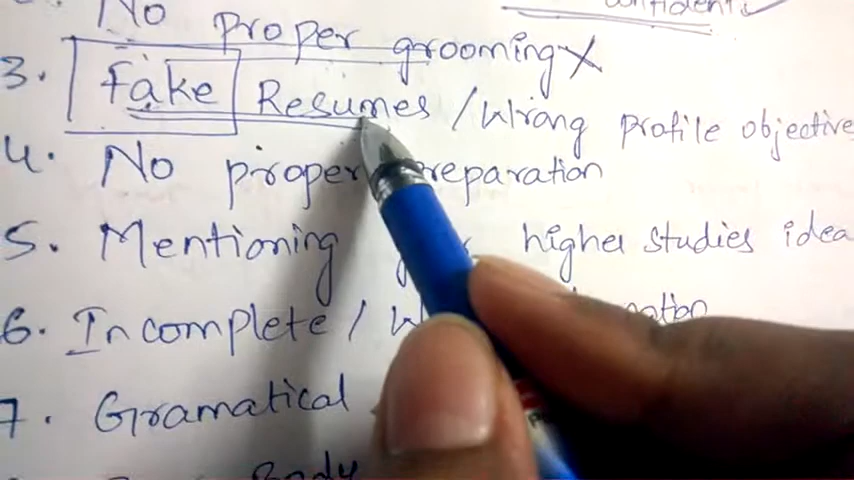 No Proper grooming X
3. Fake Resumes / Wrong profile objective
4. No proper preparation
5. Mentioning higher studies idea
6. Incomplete /
7. Gramatical
Body